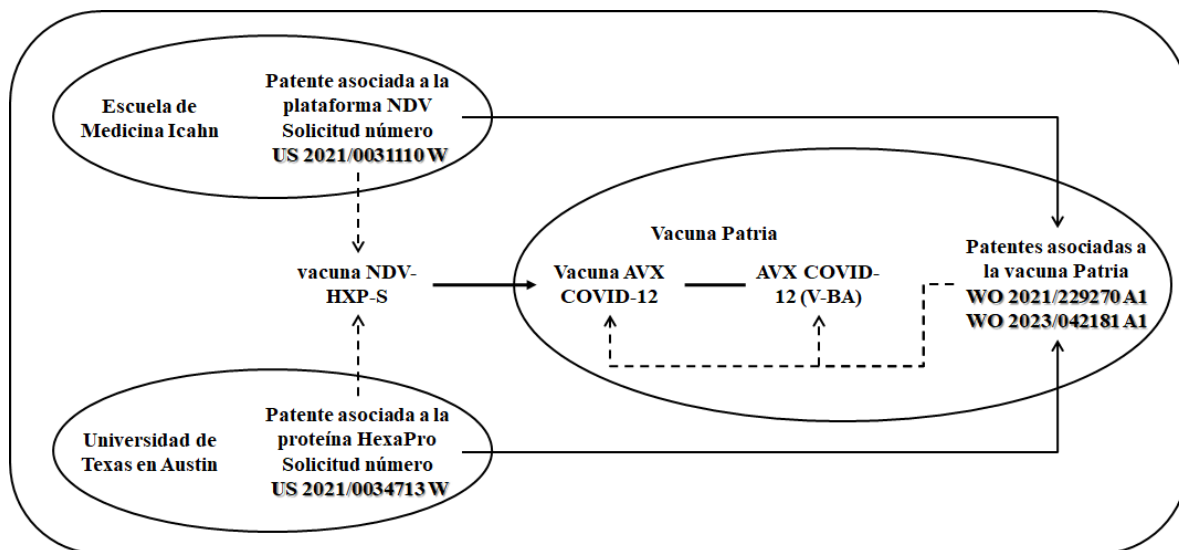 Escuela de
Medicina Icahn
Patente asociada a la
plataforma NDV
Solicitud número
US 2021/0031110 W
vacuna NDV-
HXP-S
Universidad de
Texas en Austin
Patente asociada a la
proteína HexaPro
Solicitud número
US 2021/0034713 W
Vacuna Patria
Vacuna AVX
COVID-12
AVX COVID-
12 (V-BA)
Patentes asociadas a
la vacuna Patria
WO 2021/229270 A1
WO 2023/042181 A1